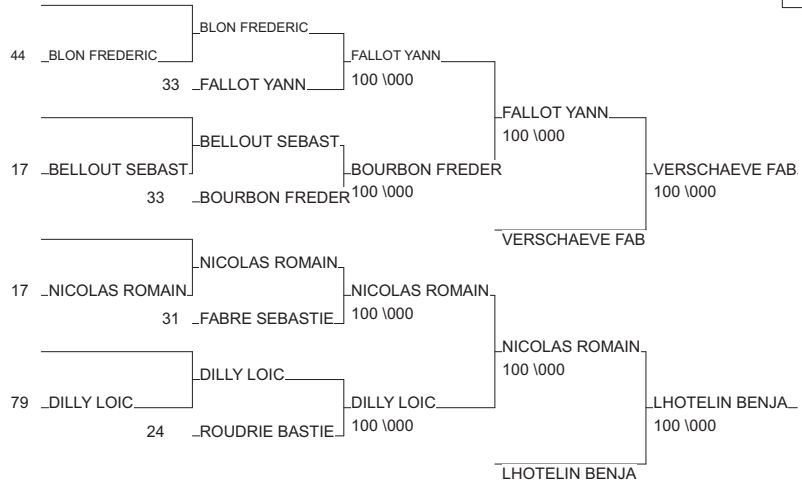 BLON FREDERIC
44 BLON FREDERIC FALLOT YANN
33 FALLOT YANN 100 \000
FALLOT YANN
100 \000
BELLOUT SEBAST
17 BELLOUT SEBAST BOURBON FREDER VERSCHAEVE FAB
33 BOURBON FREDER 100 \000 100 \000
VERSCHAEVE FAB
NICOLAS ROMAIN
17 NICOLAS ROMAIN NICOLAS ROMAIN
31 FABRE SEBASTIE 100 \000
NICOLAS ROMAIN
100 \000
DILLY LOIC
79 DILLY LOIC DILLY LOIC LHOTELIN BENJA
24 ROUDRIE BASTIE 100 \000 100 \000
LHOTELIN BENJA